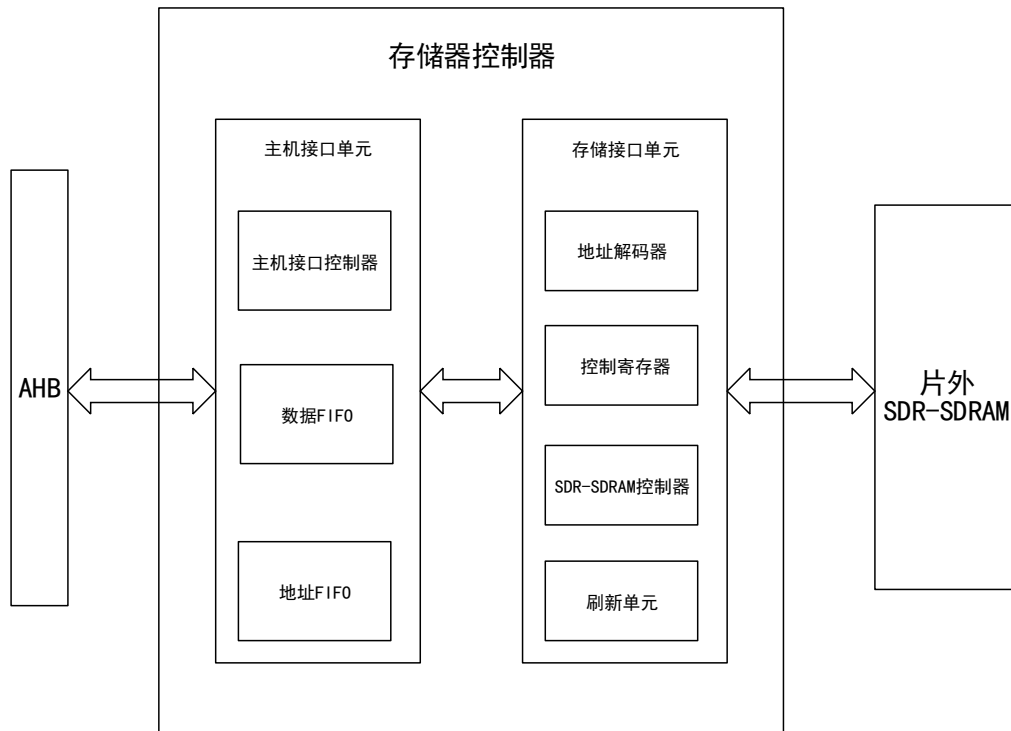 存储器控制器
主机接口单元
主机接口控制器
数据FIFO
地址FIFO
存储接口单元
地址解码器
控制寄存器
SDR-SDRAM控制器
刷新单元
AHB
片外
SDR-SDRAM